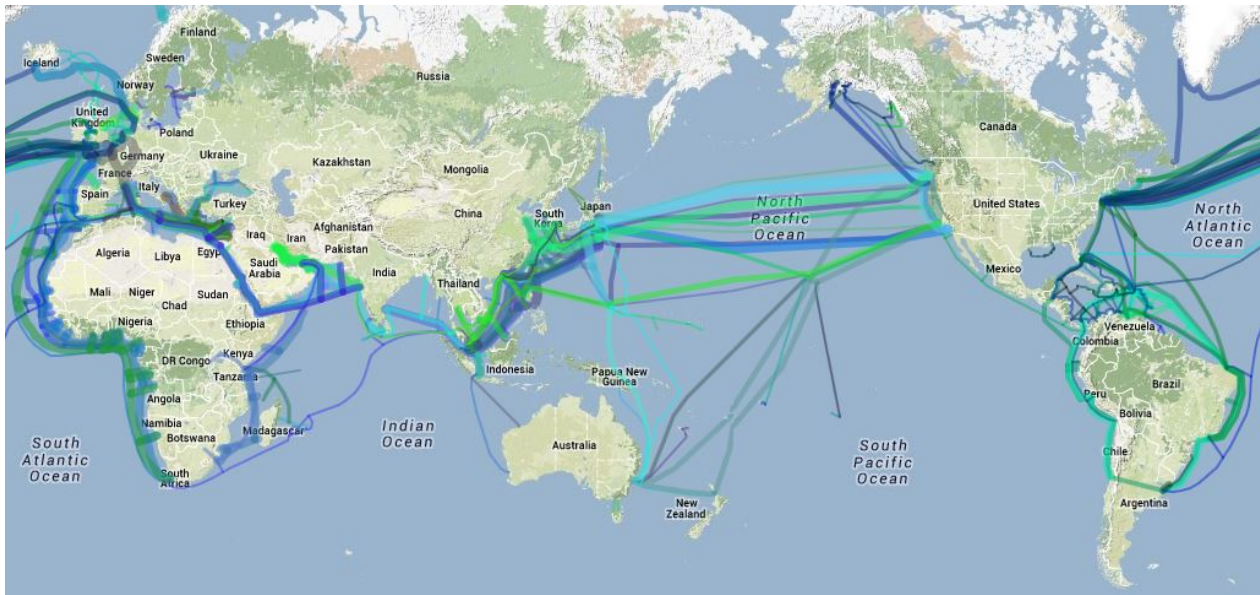 Finland
Iceland
Sweden
Norway
Russia
United
Kingdom
Poland
Germany
Ukraine
France
Kazakhstan
Mongolia
Italy
Spain
Turkey
South
Korea
Japan
China
Iraq
Iran
Afghanistan
Pakistan
Algeria
Libya
Egypt
Saudi
Arabia
India
Mali
Niger
Chad
Sudan
Thailand
Nigeria
Ethiopia
DR Congo
Kenya
Tanzania
Indonesia
Papua New
Guinea
Angola
Namibia
Botswana
Madagascar
Indian
Ocean
Australia
South
Atlantic
Ocean
South
Africa
New
Zealand
North
Pacific
Ocean
South
Pacific
Ocean
Canada
United States
North
Atlantic
Ocean
Mexico
Venezuela
Colombia
Peru
Brazil
Bolivia
Chile
Argentina